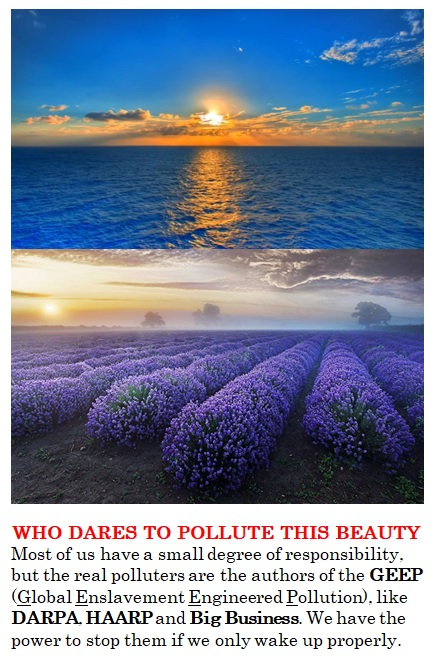 WHO DARES TO POLLUTE THIS BEAUTY
Most of us have a small degree of responsibility,
but the real polluters are the authors of the GEEP
(Global Enslavement Engineered Pollution), like
DARPA, HAARP and Big Business. We have the
power to stop them if we only wake up properly.